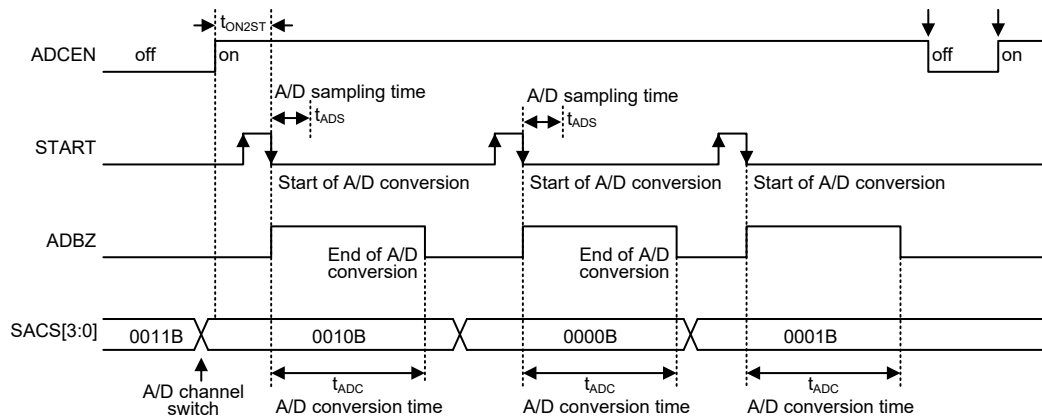 tON2ST
ADCEN
off
on
off
on
A/D sampling time
tADS
A/D sampling time
tADS
START
Start of A/D conversion
Start of A/D conversion
Start of A/D conversion
ADBZ
End of A/D
conversion
End of A/D
conversion
SACS[3:0]
0011B
0010B
0000B
0001B
A/D channel
switch
tADC
A/D conversion time
tADC
A/D conversion time
tADC
A/D conversion time